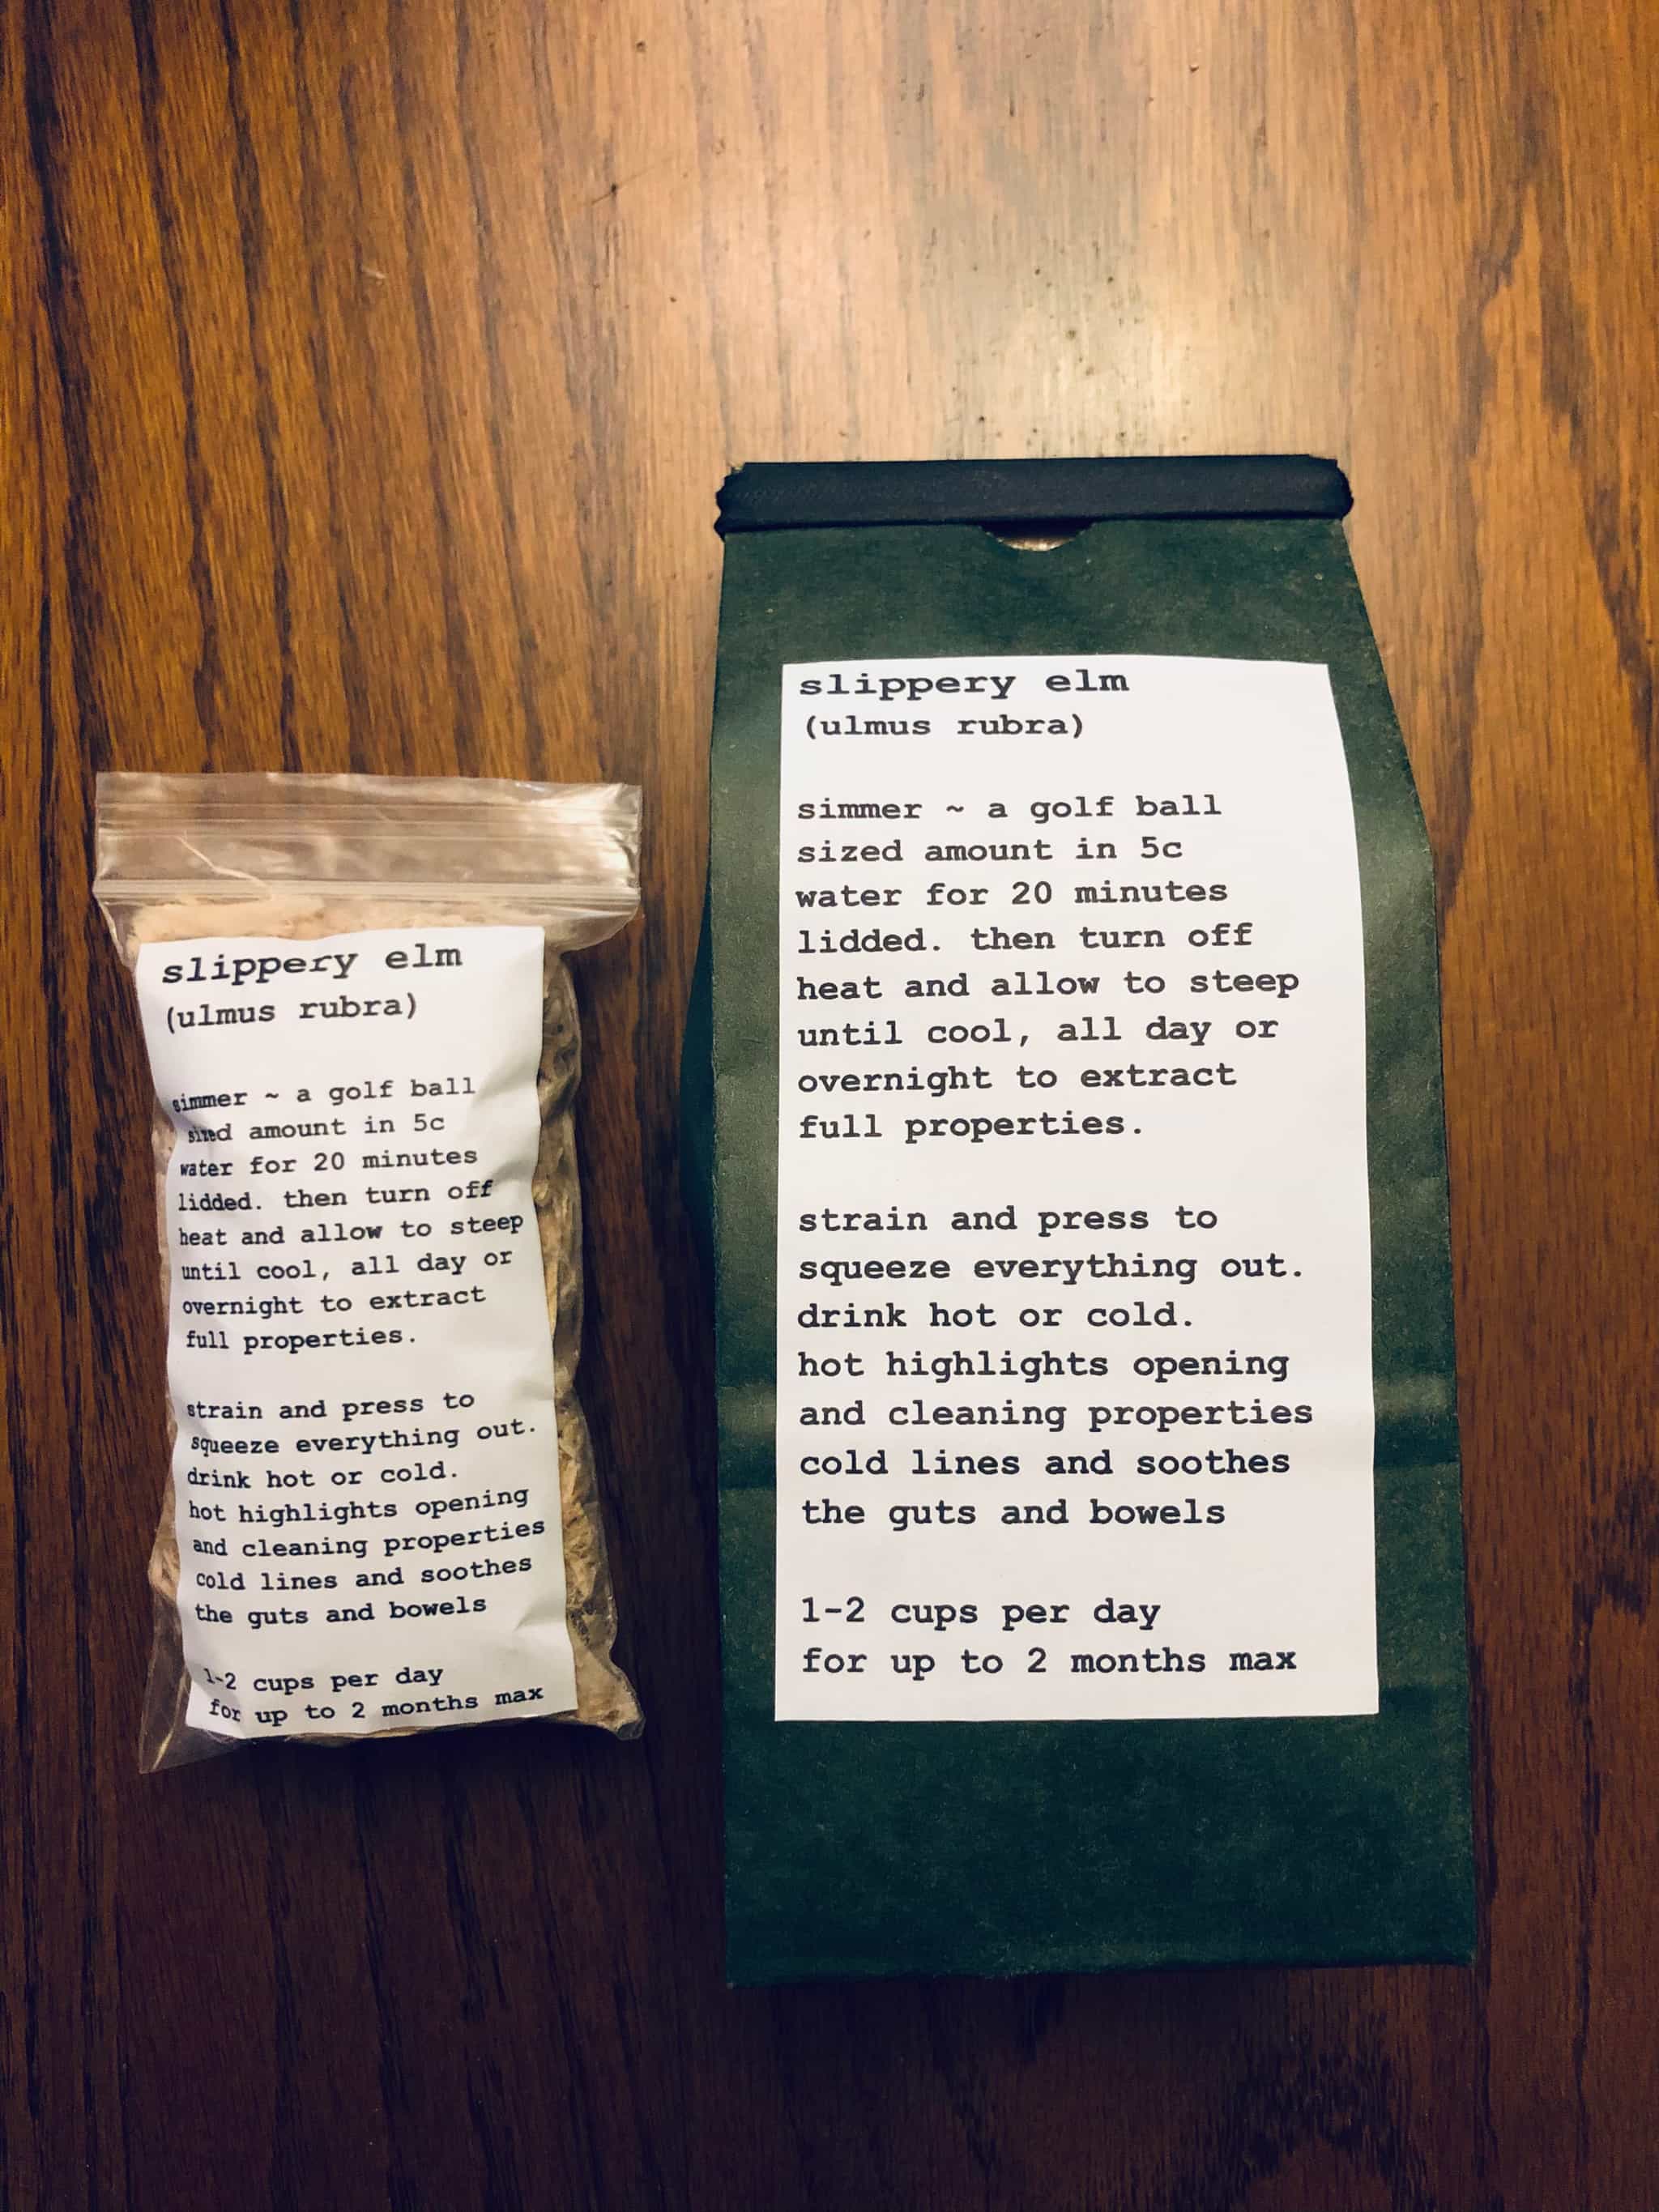 slippery elm
(ulmus rubra)
simmer ~ a golf ball
sized amount in 5c
water for 20 minutes
lidded. then turn off
heat and allow to steep
until cool, all day or
overnight to extract
full properties.
strain and press to
squeeze everything out.
drink hot or cold.
hot highlights opening
and cleaning properties
cold lines and soothes
the guts and bowels
1-2 cups per day
for up to 2 months max
slippery elm
(ulmus rubra)
simmer ~ a golf ball
sized amount in 5c
water for 20 minutes
lidded. then turn off
heat and allow to steep
until cool, all day or
overnight to extract
full properties.
strain and press to
squeeze everything out.
drink hot or cold.
hot highlights opening
and cleaning properties
cold lines and soothes
the guts and bowels
1-2 cups per day
for up to 2 months max